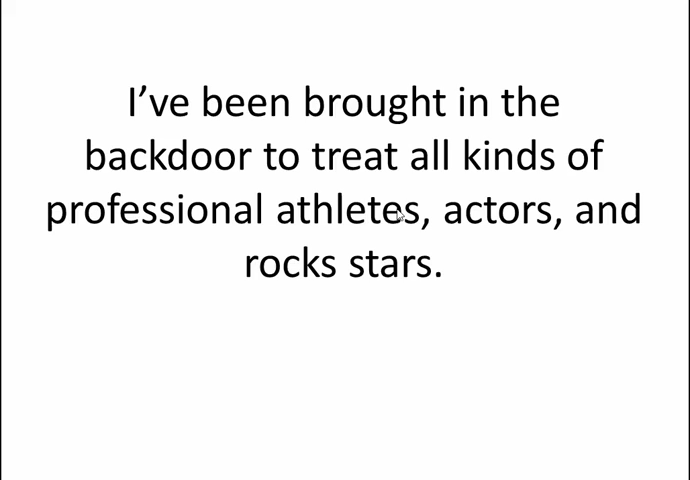 I’ve been brought in the
backdoor to treat all kinds of
professional athletes, actors, and
rocks stars.